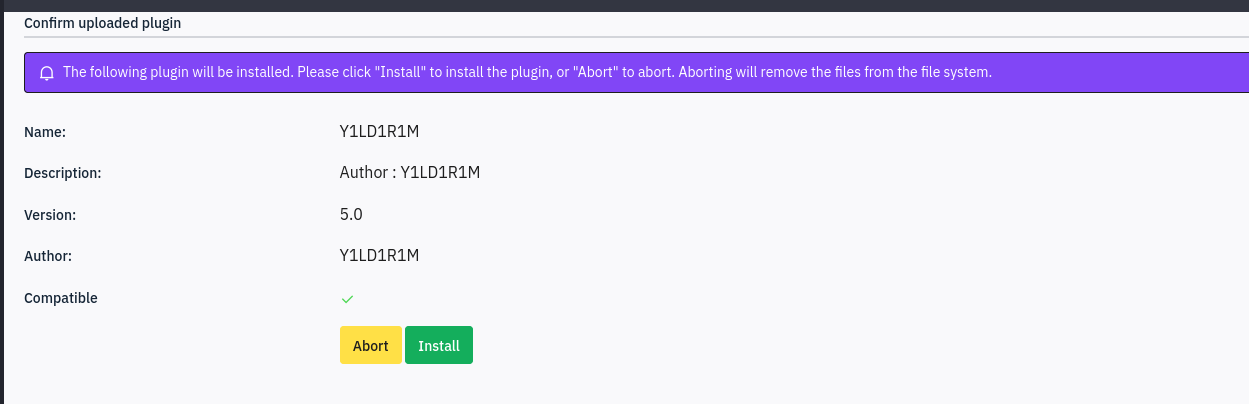 Confirm uploaded plugin
The following plugin will be installed. Please click "Install" to install the plugin, or "Abort" to abort. Aborting will remove the files from the file system.
Name: Y1LD1R1M
Description: Author : Y1LD1R1M
Version: 5.0
Author: Y1LD1R1M
Compatible
Abort Install